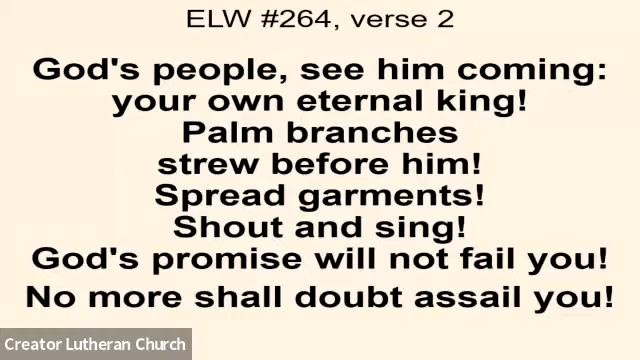 ELW #264, verse 2
God's people, see him coming:
your own eternal king!
Palm branches
strew before him!
Spread garments!
Shout and sing!
God's promise will not fail you!
No more shall doubt assail you!
Creator Lutheran Church